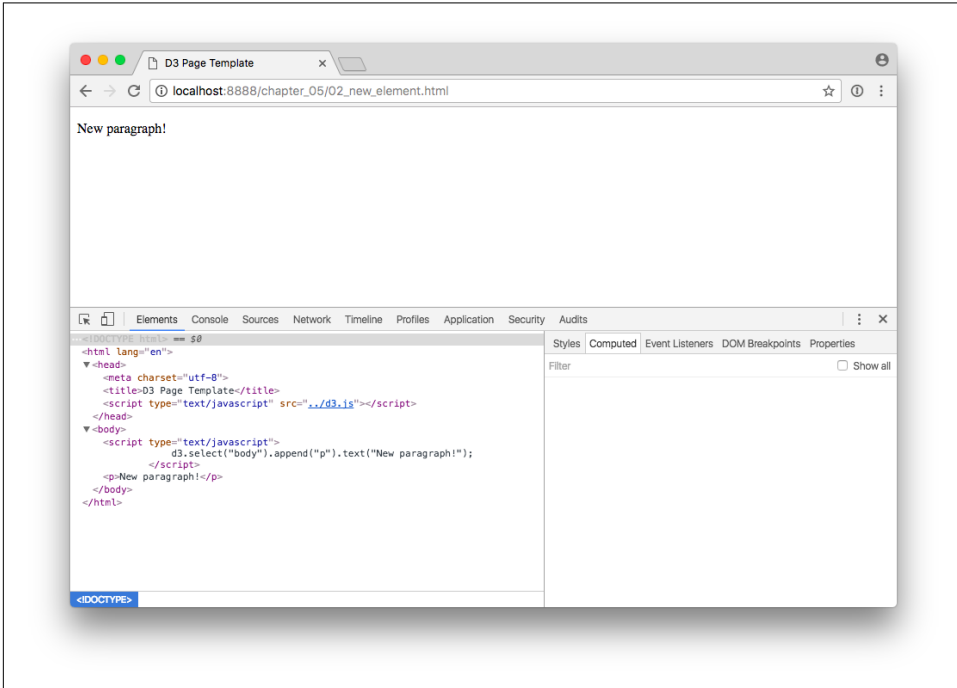 D3 Page Template
localhost:8888/chapter_05/02_new_element.html
New paragraph!
Elements Console Sources Network Timeline Profiles Application Security Audits
<!DOCTYPE html> == $0
<html lang="en">
<head>
<meta charset="utf-8">
<title>D3 Page Template</title>
<script type="text/javascript" src="../d3.js"></script>
</head>
<body>
<script type="text/javascript">
d3.select("body").append("p").text("New paragraph!");
</script>
<p>New paragraph!</p>
</body>
</html>
<!DOCTYPE>
Styles Computed Event Listeners DOM Breakpoints Properties
Filter Show all